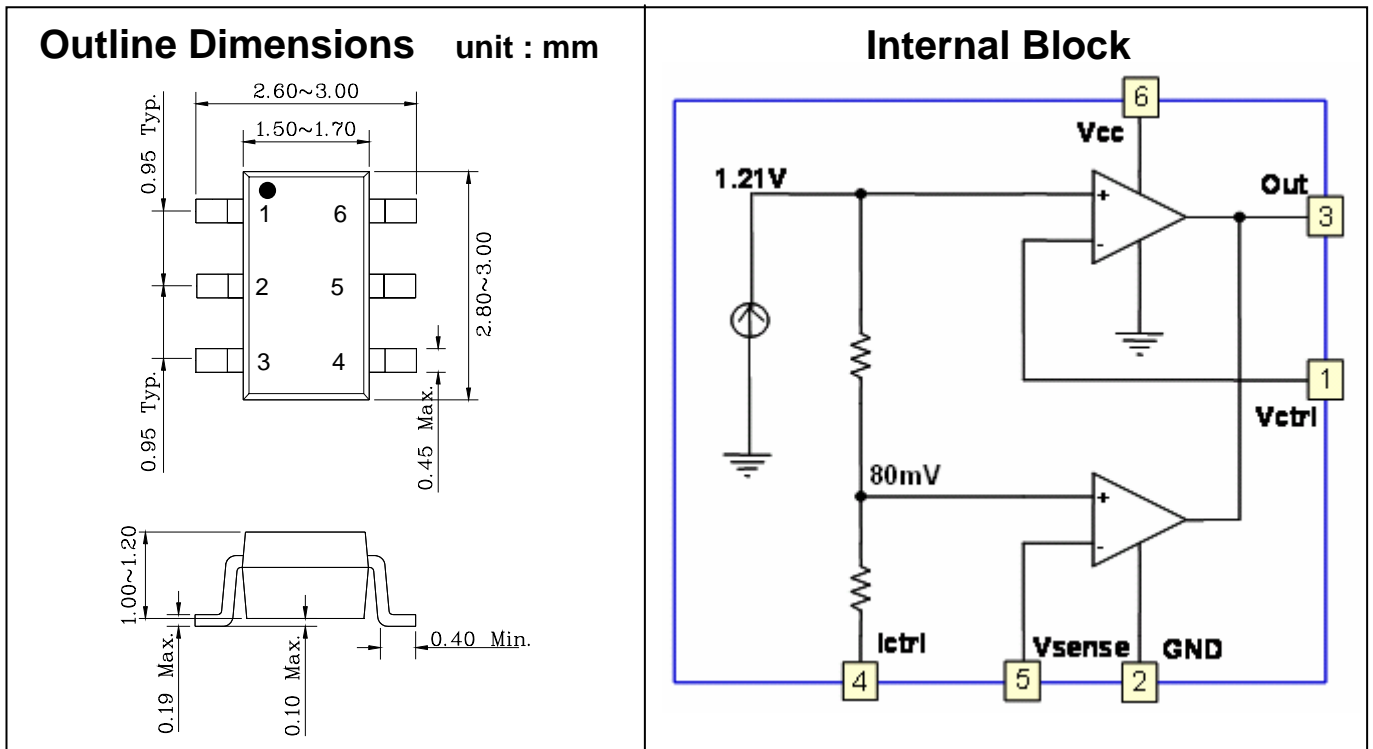 Outline Dimensions unit : mm
2.60~3.00
1.50~1.70
0.95 Typ.
0.95 Typ.
1
2
3
6
5
4
2.80~3.00
0.45 Max.
1.00~1.20
0.19 Max.
0.10 Max.
0.40 Min.
Internal Block
6
Vcc
1.21V
+
-
Out
3
1
Vctrl
80mV
+
-
Ictrl
Vsense
GND
4
5
2